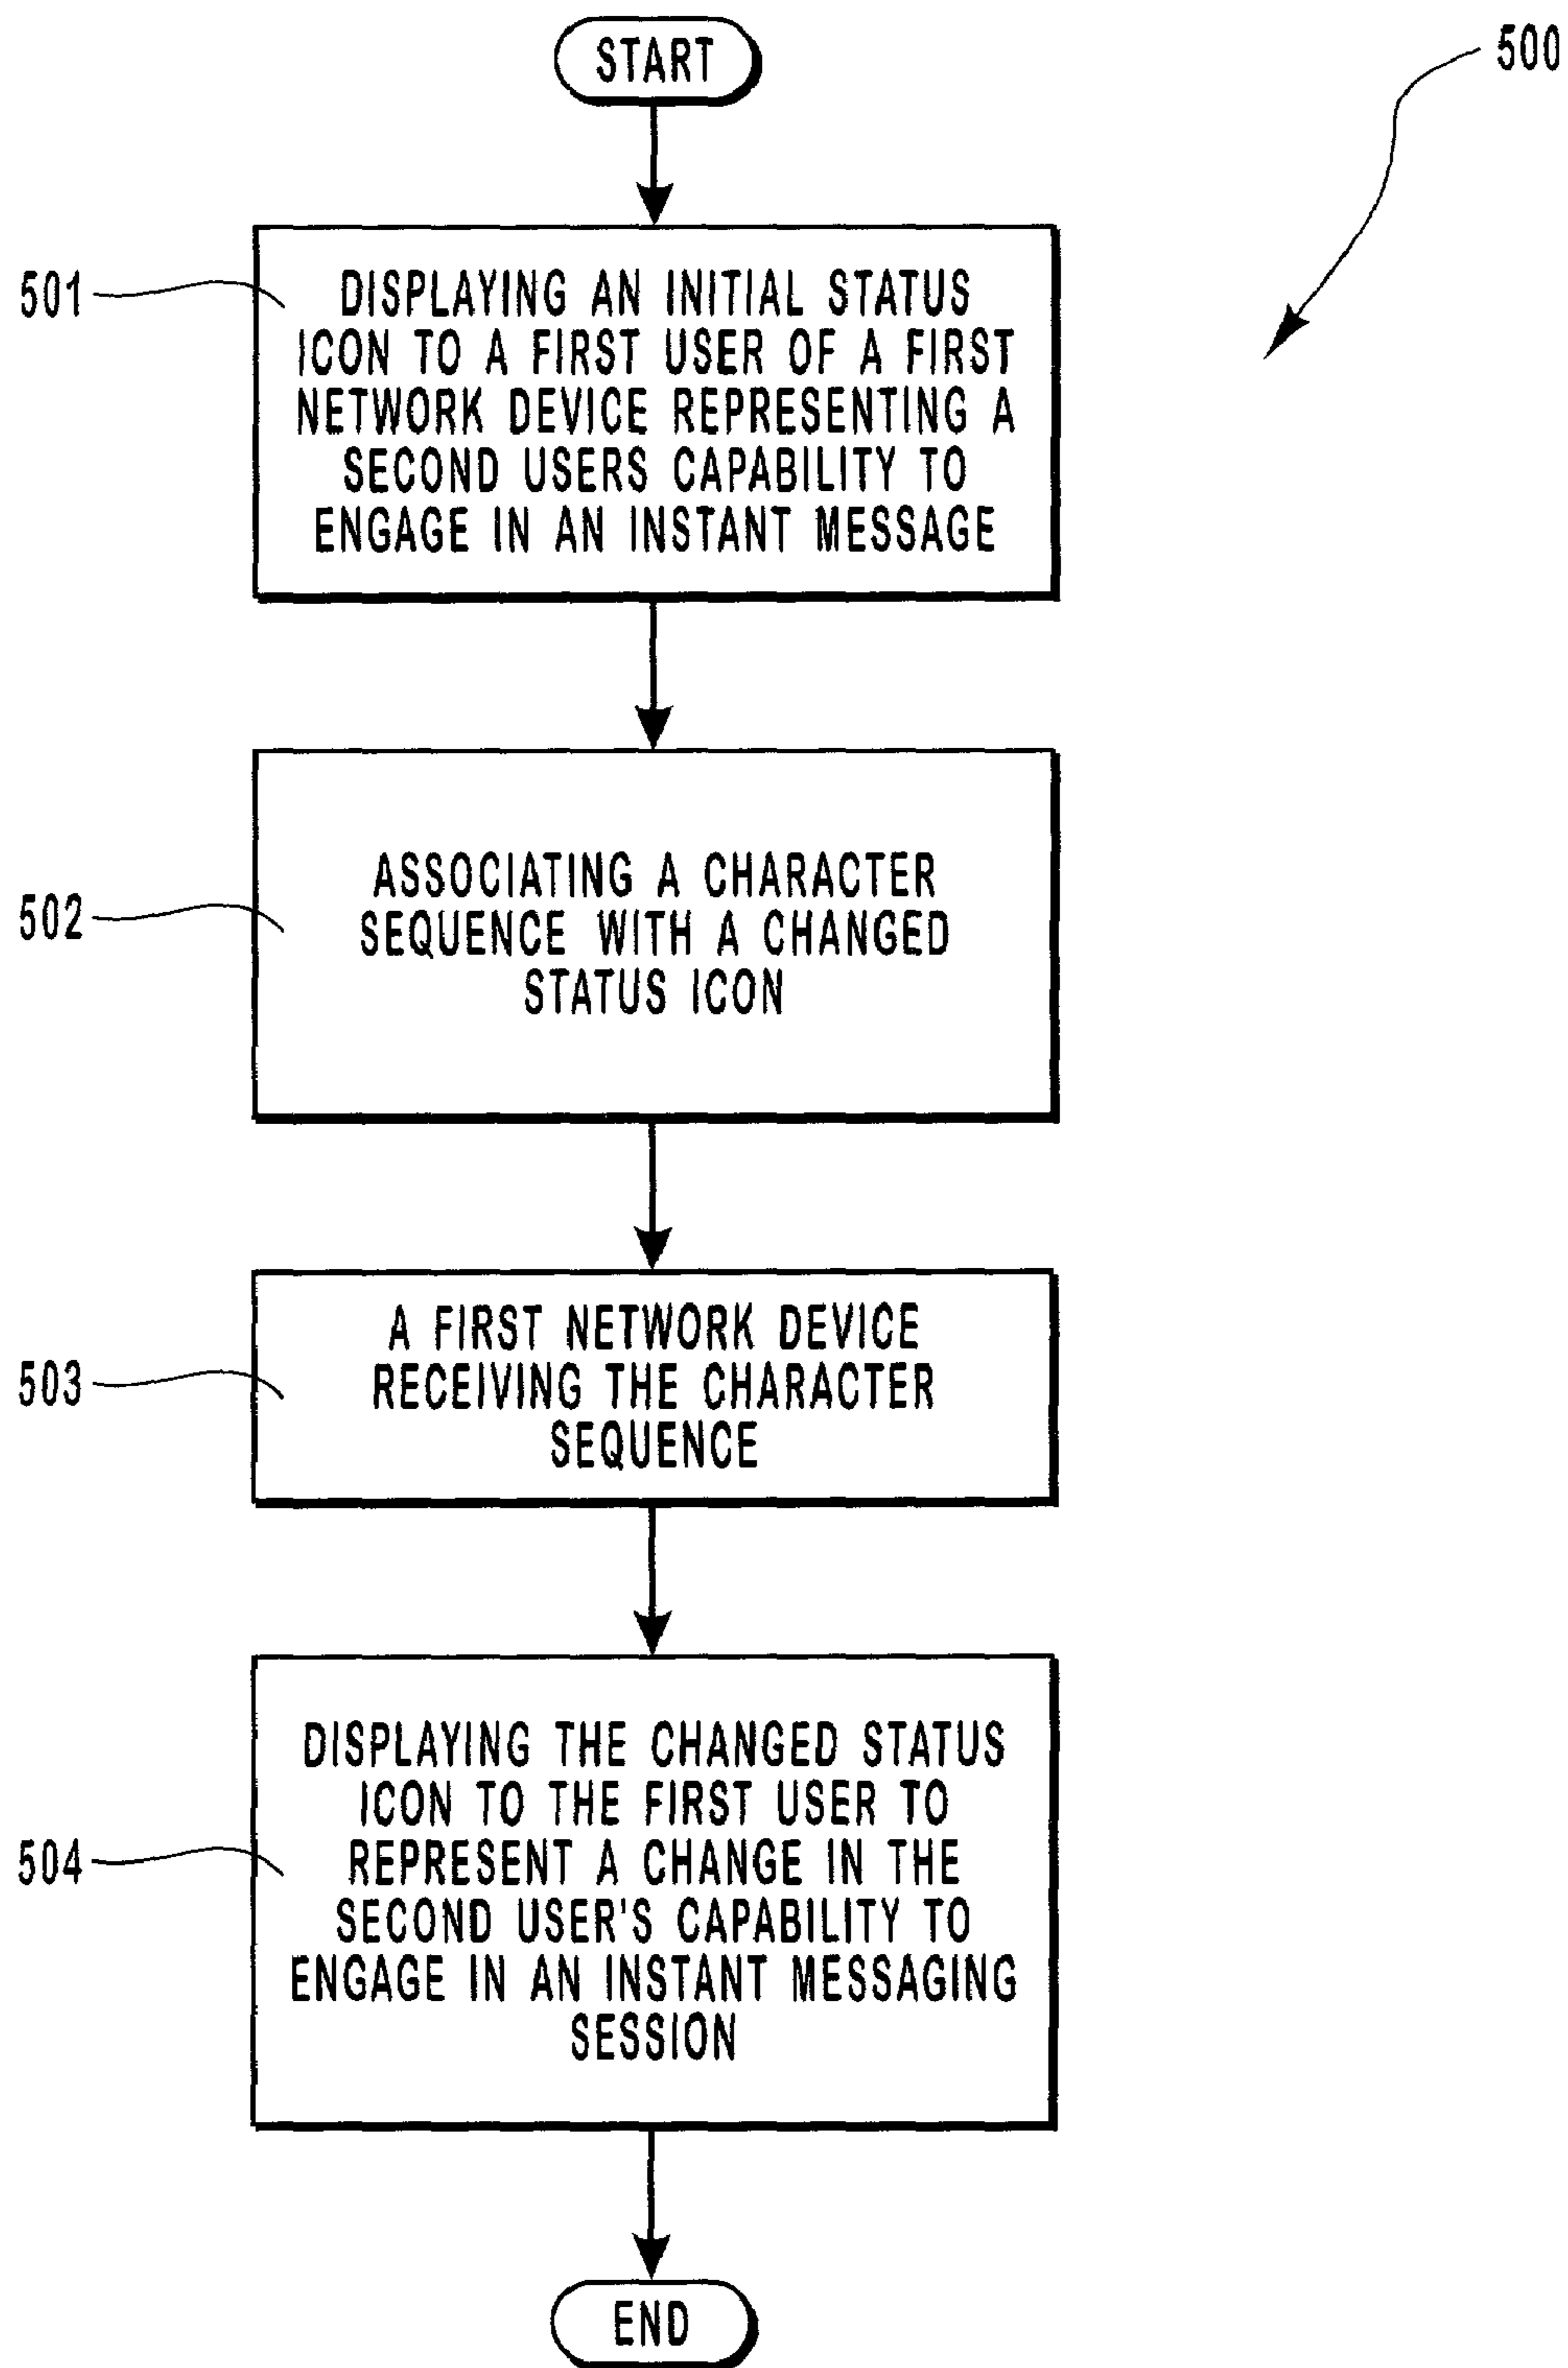 START
500
501
DISPLAYING AN INITIAL STATUS
ICON TO A FIRST USER OF A FIRST
NETWORK DEVICE REPRESENTING A
SECOND USERS CAPABILITY TO
ENGAGE IN AN INSTANT MESSAGE
502
ASSOCIATING A CHARACTER
SEQUENCE WITH A CHANGED
STATUS ICON
503
A FIRST NETWORK DEVICE
RECEIVING THE CHARACTER
SEQUENCE
504
DISPLAYING THE CHANGED STATUS
ICON TO THE FIRST USER TO
REPRESENT A CHANGE IN THE
SECOND USER'S CAPABILITY TO
ENGAGE IN AN INSTANT MESSAGING
SESSION
END